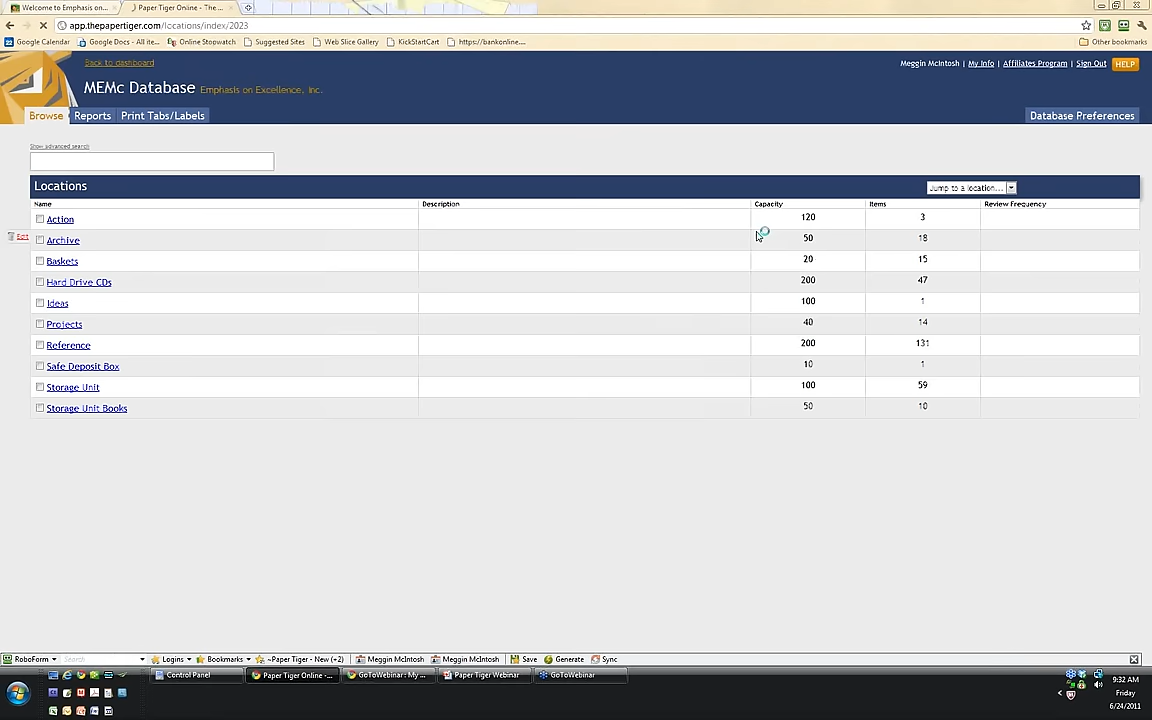 Welcome to Emphasis on...
Paper Tiger Online - The ...
app.thepapertiger.com/locations/index/2023
Google Calendar
Google Docs - All ite...
Online Stopwatch
Suggested Sites
Web Slice Gallery
KickStartCart
https://bankonline....
Other bookmarks
Back to dashboard
Meggin McIntosh | My Info | Affiliates Program | Sign Out HELP
MEMc Database Emphasis on Excellence, Inc.
Browse Reports Print Tabs/Labels Database Preferences
Show advanced search
Locations Jump to a location...
Name Description Capacity Items Review Frequency
Action 120 3
Edit
Archive 50 18
Baskets 20 15
Hard Drive CDs 200 47
Ideas 100 1
Projects 40 14
Reference 200 131
Safe Deposit Box 10 1
Storage Unit 100 59
Storage Unit Books 50 10
RoboForm Search Logins Bookmarks ~Paper Tiger - New (+2) Meggin McIntosh Meggin McIntosh Save Generate Sync
Control Panel Paper Tiger Online -... GoToWebinar: My ... Paper Tiger Webinar GoToWebinar
9:32 AM
Friday
6/24/2011